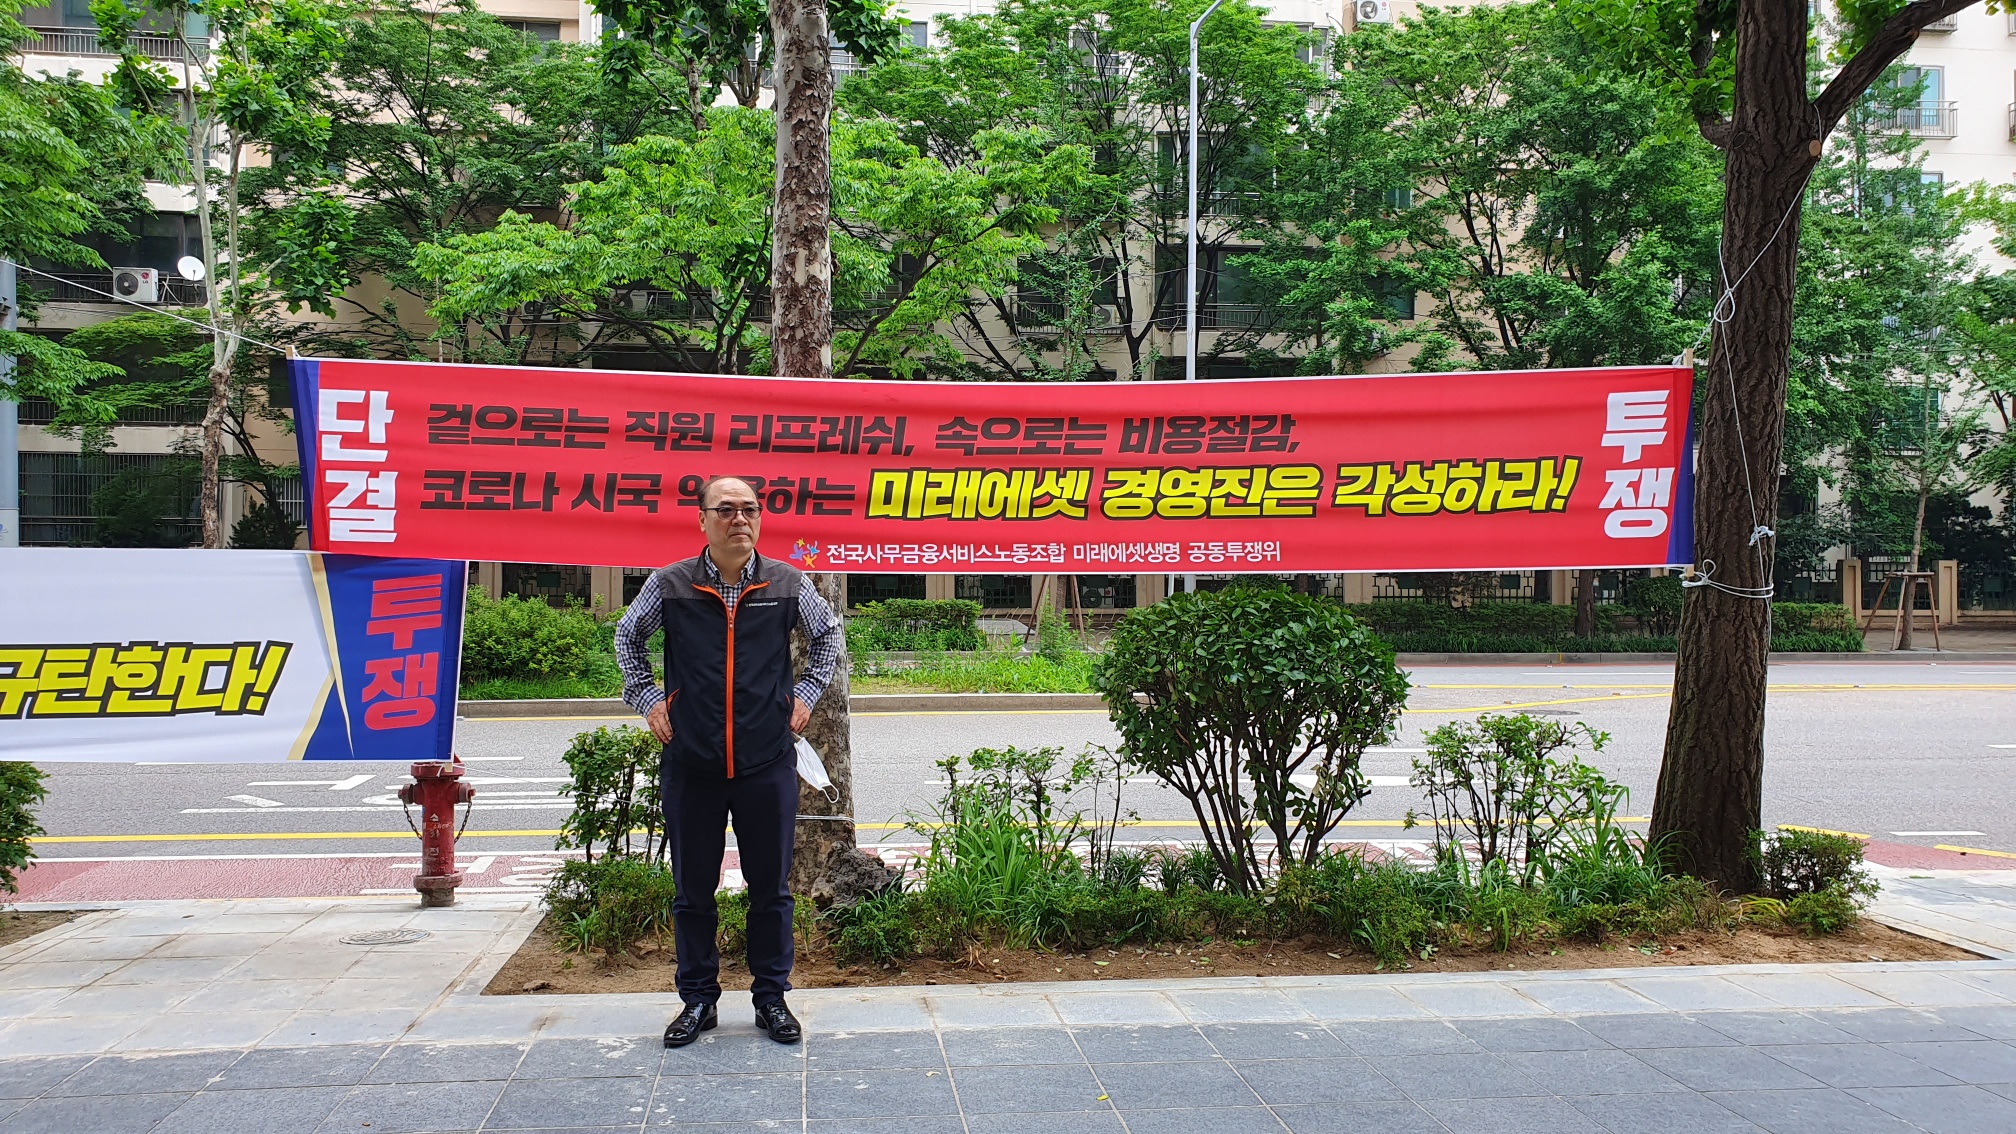 단결
겉으로는 직원 리프레쉬, 속으로는 비용절감,
코로나 시국 하는 미래에셋 경영진은 각성하라!
투쟁
전국사무금융서비스노동조합 미래에셋생명 공동투쟁위
규탄한다!
투쟁
LG